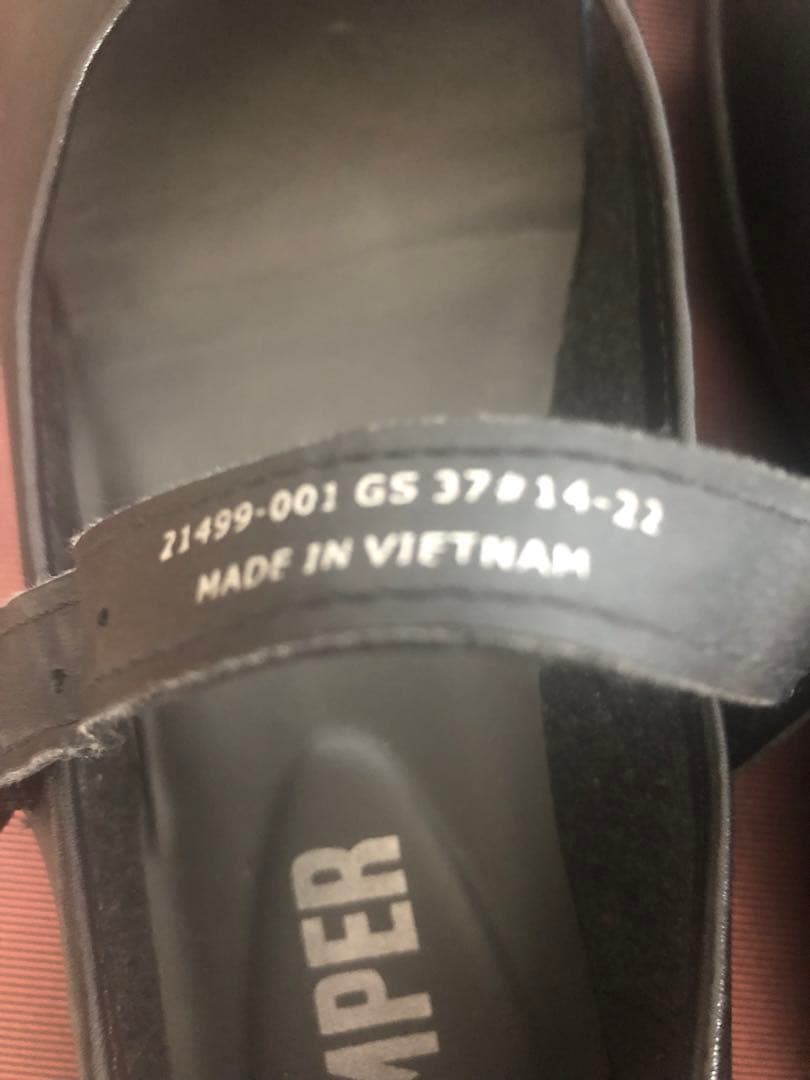 21499-001 GS 37#14-22
MADE IN VIETNAM
MPER